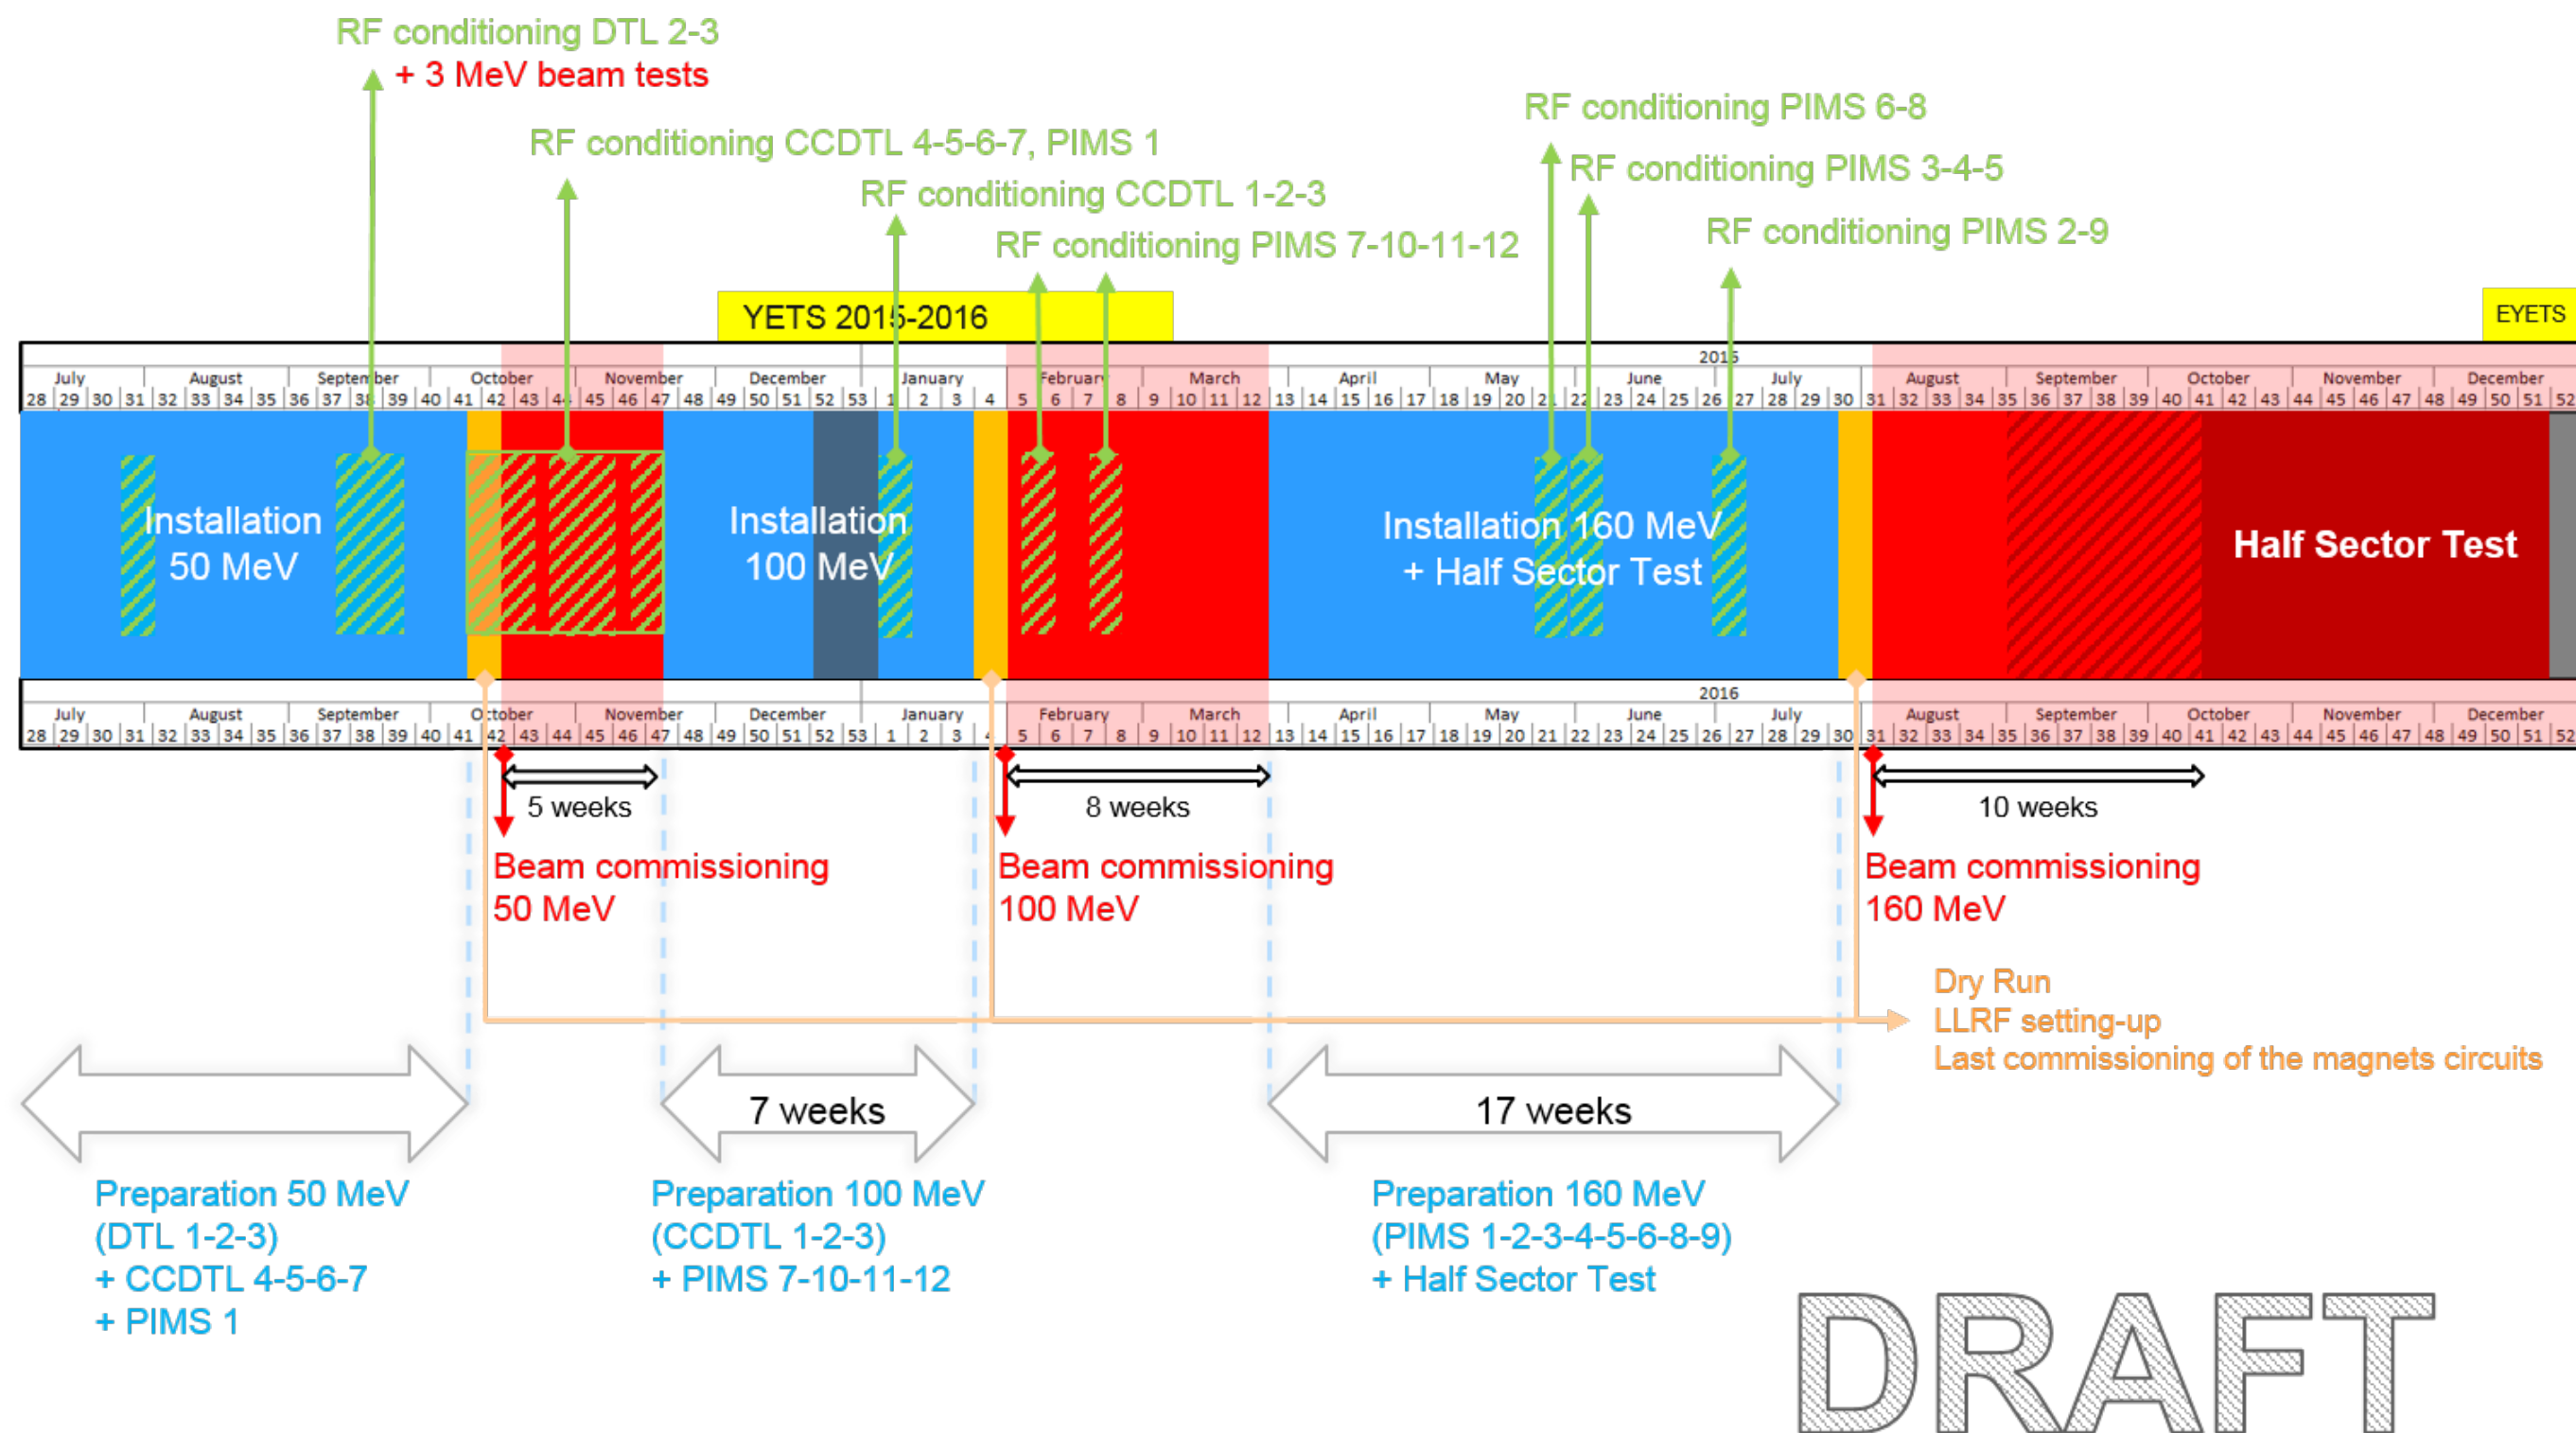 RF conditioning DTL 2-3
+ 3 MeV beam tests
RF conditioning CCDTL 4-5-6-7, PIMS 1
RF conditioning CCDTL 1-2-3
RF conditioning PIMS 7-10-11-12
RF conditioning PIMS 6-8
RF conditioning PIMS 3-4-5
RF conditioning PIMS 2-9
YETS 2015-2016
EYETS
2015
July August September October November December January February March April May June July August September October November December
28 29 30 31 32 33 34 35 36 37 38 39 40 41 42 43 44 45 46 47 48 49 50 51 52 53 1 2 3 4 5 6 7 8 9 10 11 12 13 14 15 16 17 18 19 20 21 22 23 24 25 26 27 28 29 30 31 32 33 34 35 36 37 38 39 40 41 42 43 44 45 46 47 48 49 50 51 52
Installation
50 MeV
Installation
100 MeV
Installation 160 MeV
+ Half Sector Test
Half Sector Test
2016
July August September October November December January February March April May June July August September October November December
28 29 30 31 32 33 34 35 36 37 38 39 40 41 42 43 44 45 46 47 48 49 50 51 52 53 1 2 3 4 5 6 7 8 9 10 11 12 13 14 15 16 17 18 19 20 21 22 23 24 25 26 27 28 29 30 31 32 33 34 35 36 37 38 39 40 41 42 43 44 45 46 47 48 49 50 51 52
5 weeks
8 weeks
10 weeks
Beam commissioning
50 MeV
Beam commissioning
100 MeV
Beam commissioning
160 MeV
Dry Run
LLRF setting-up
Last commissioning of the magnets circuits
7 weeks
17 weeks
Preparation 50 MeV
(DTL 1-2-3)
+ CCDTL 4-5-6-7
+ PIMS 1
Preparation 100 MeV
(CCDTL 1-2-3)
+ PIMS 7-10-11-12
Preparation 160 MeV
(PIMS 1-2-3-4-5-6-8-9)
+ Half Sector Test
DRAFT